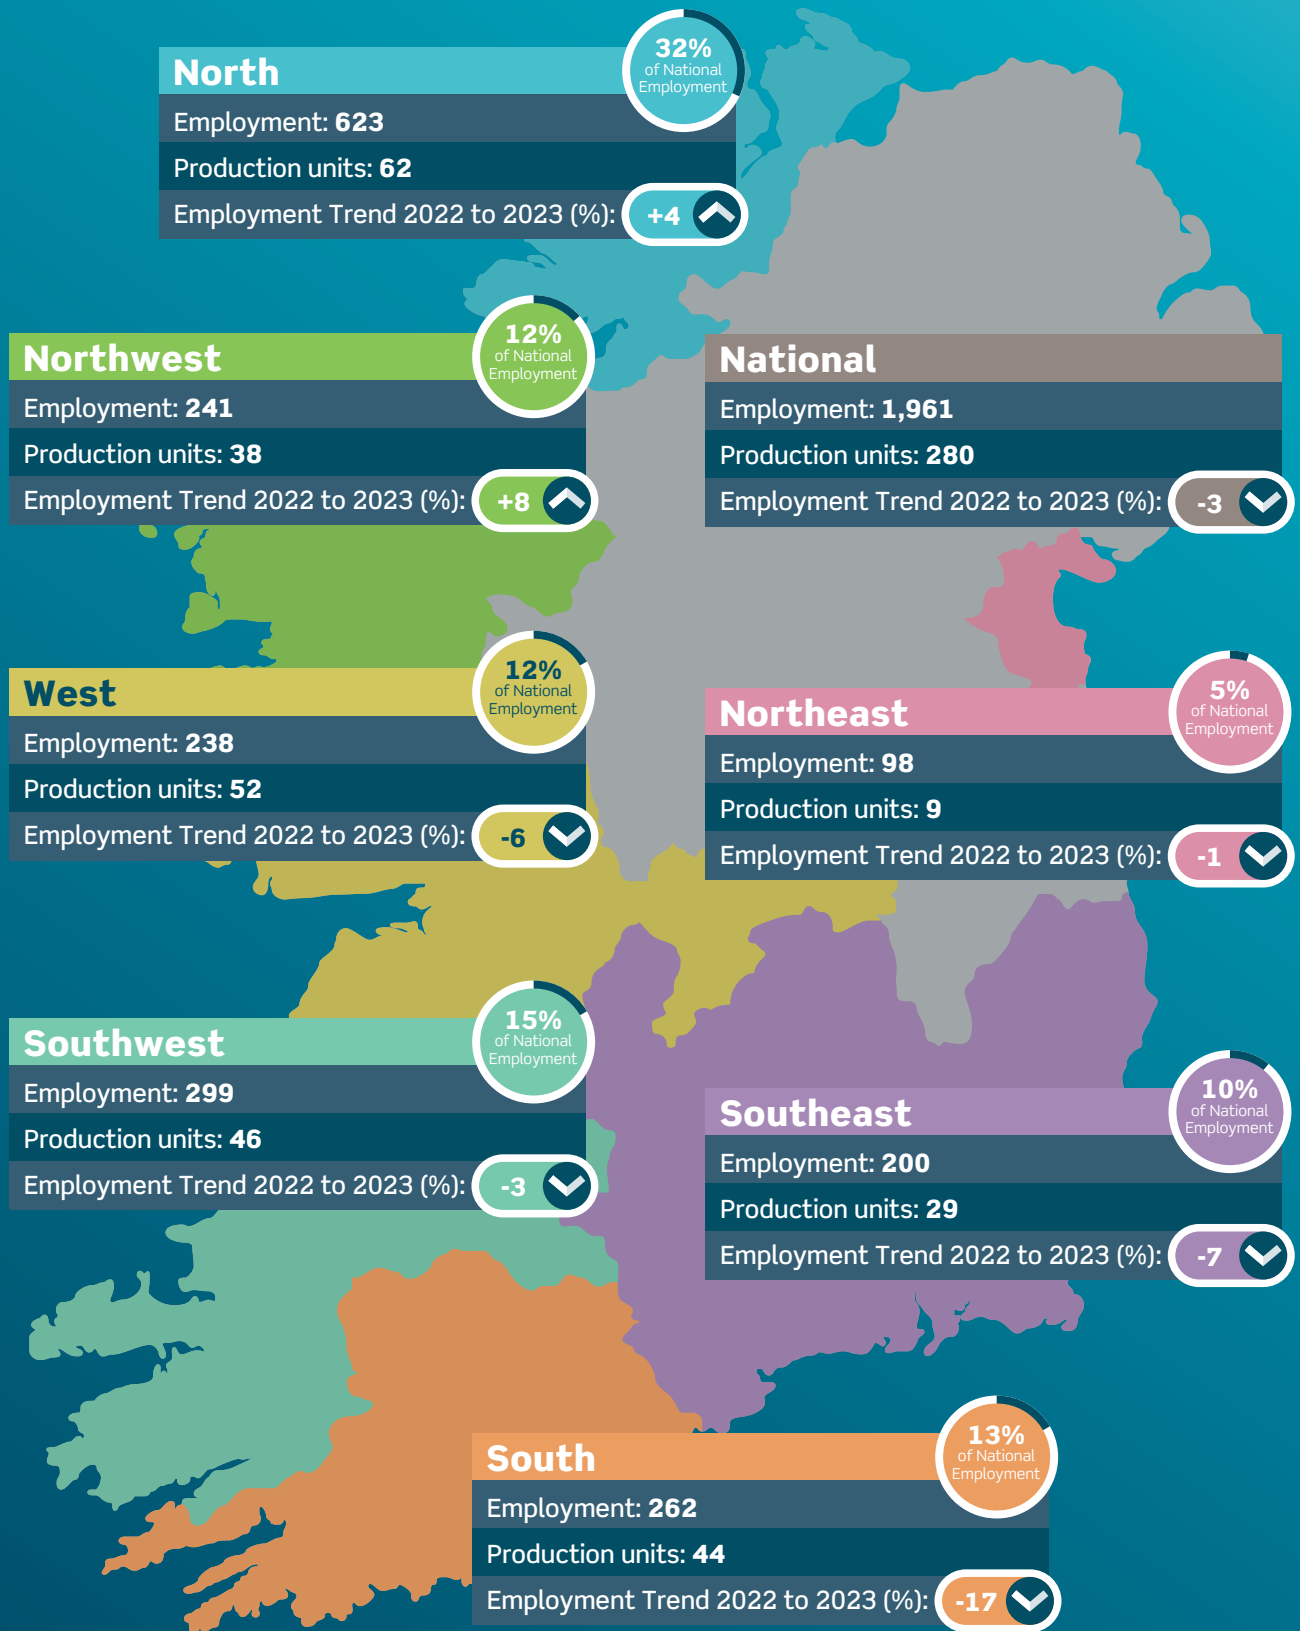 North
32%
of National
Employment
Employment: 623
Production units: 62
Employment Trend 2022 to 2023 (%): +4
Northwest
12%
of National
Employment
Employment: 241
Production units: 38
Employment Trend 2022 to 2023 (%): +8
National
Employment: 1,961
Production units: 280
Employment Trend 2022 to 2023 (%): -3
West
12%
of National
Employment
Employment: 238
Production units: 52
Employment Trend 2022 to 2023 (%): -6
Northeast
5%
of National
Employment
Employment: 98
Production units: 9
Employment Trend 2022 to 2023 (%): -1
Southwest
15%
of National
Employment
Employment: 299
Production units: 46
Employment Trend 2022 to 2023 (%): -3
Southeast
10%
of National
Employment
Employment: 200
Production units: 29
Employment Trend 2022 to 2023 (%): -7
South
13%
of National
Employment
Employment: 262
Production units: 44
Employment Trend 2022 to 2023 (%): -17